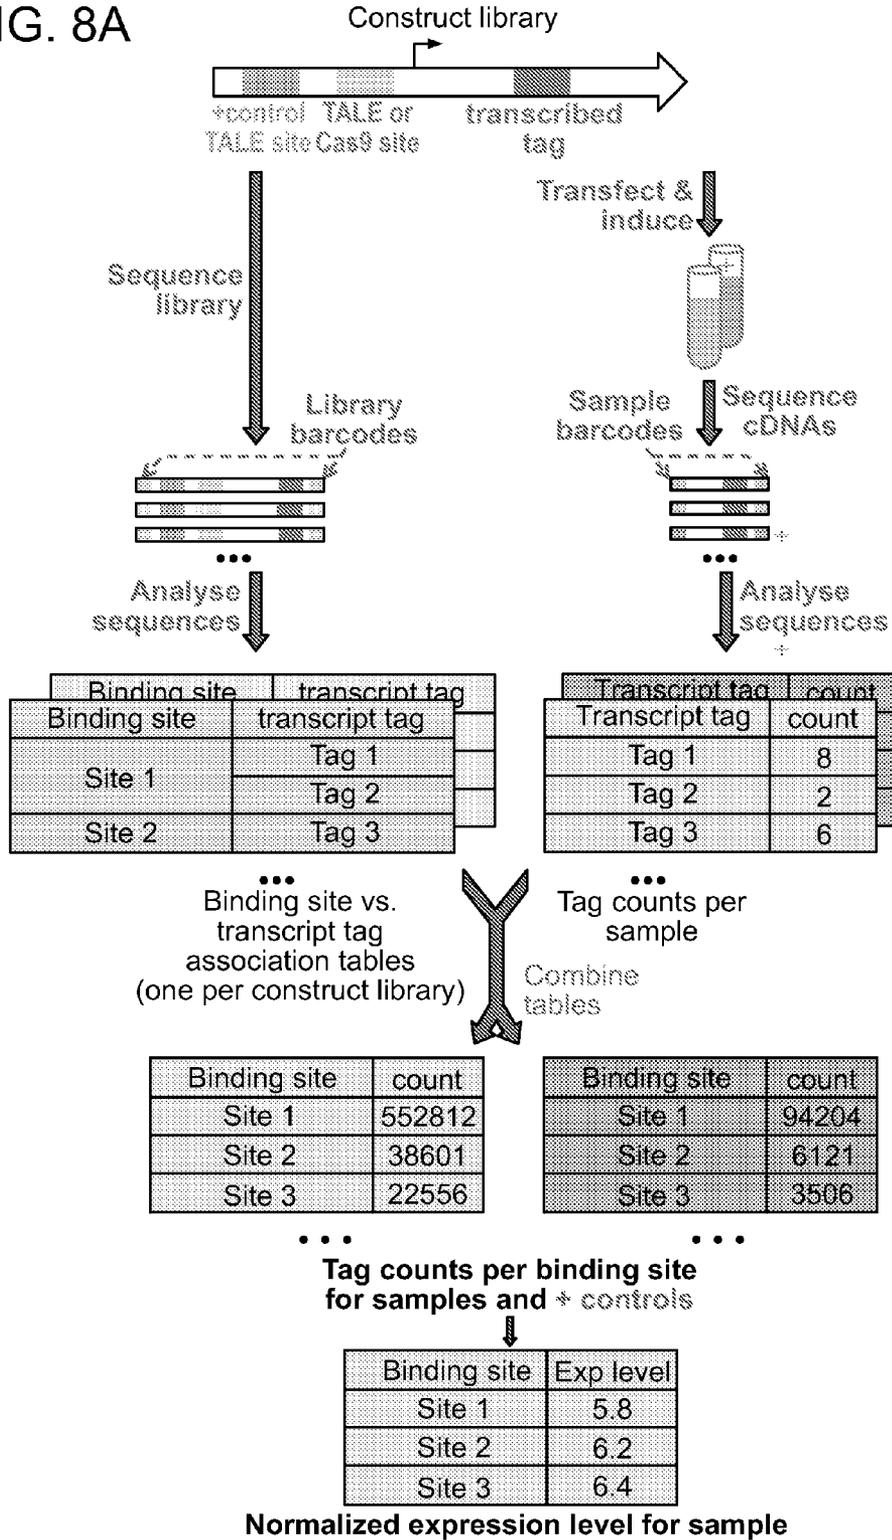 IG. 8A
Construct library
+control
TALE site
TALE or
Cas9 site
transcribed
tag
Transfect &
induce
+
Sequence
library
Library
barcodes
Sample
barcodes
Sequence
cDNAs
+
•••
•••
Analyse
sequences
Analyse
sequences
+
Binding site transcript tag
Binding site transcript tag
Site 1 Tag 1
Tag 2
Site 2 Tag 3
Transcript tag count
Transcript tag count
Tag 1 8
Tag 2 2
Tag 3 6
•••
Binding site vs.
transcript tag
association tables
(one per construct library)
•••
Tag counts per
sample
Combine
tables
Binding site count
Site 1 552812
Site 2 38601
Site 3 22556
•••
Binding site count
Site 1 94204
Site 2 6121
Site 3 3506
•••
Tag counts per binding site
for samples and + controls
Binding site Exp level
Site 1 5.8
Site 2 6.2
Site 3 6.4
Normalized expression level for sample